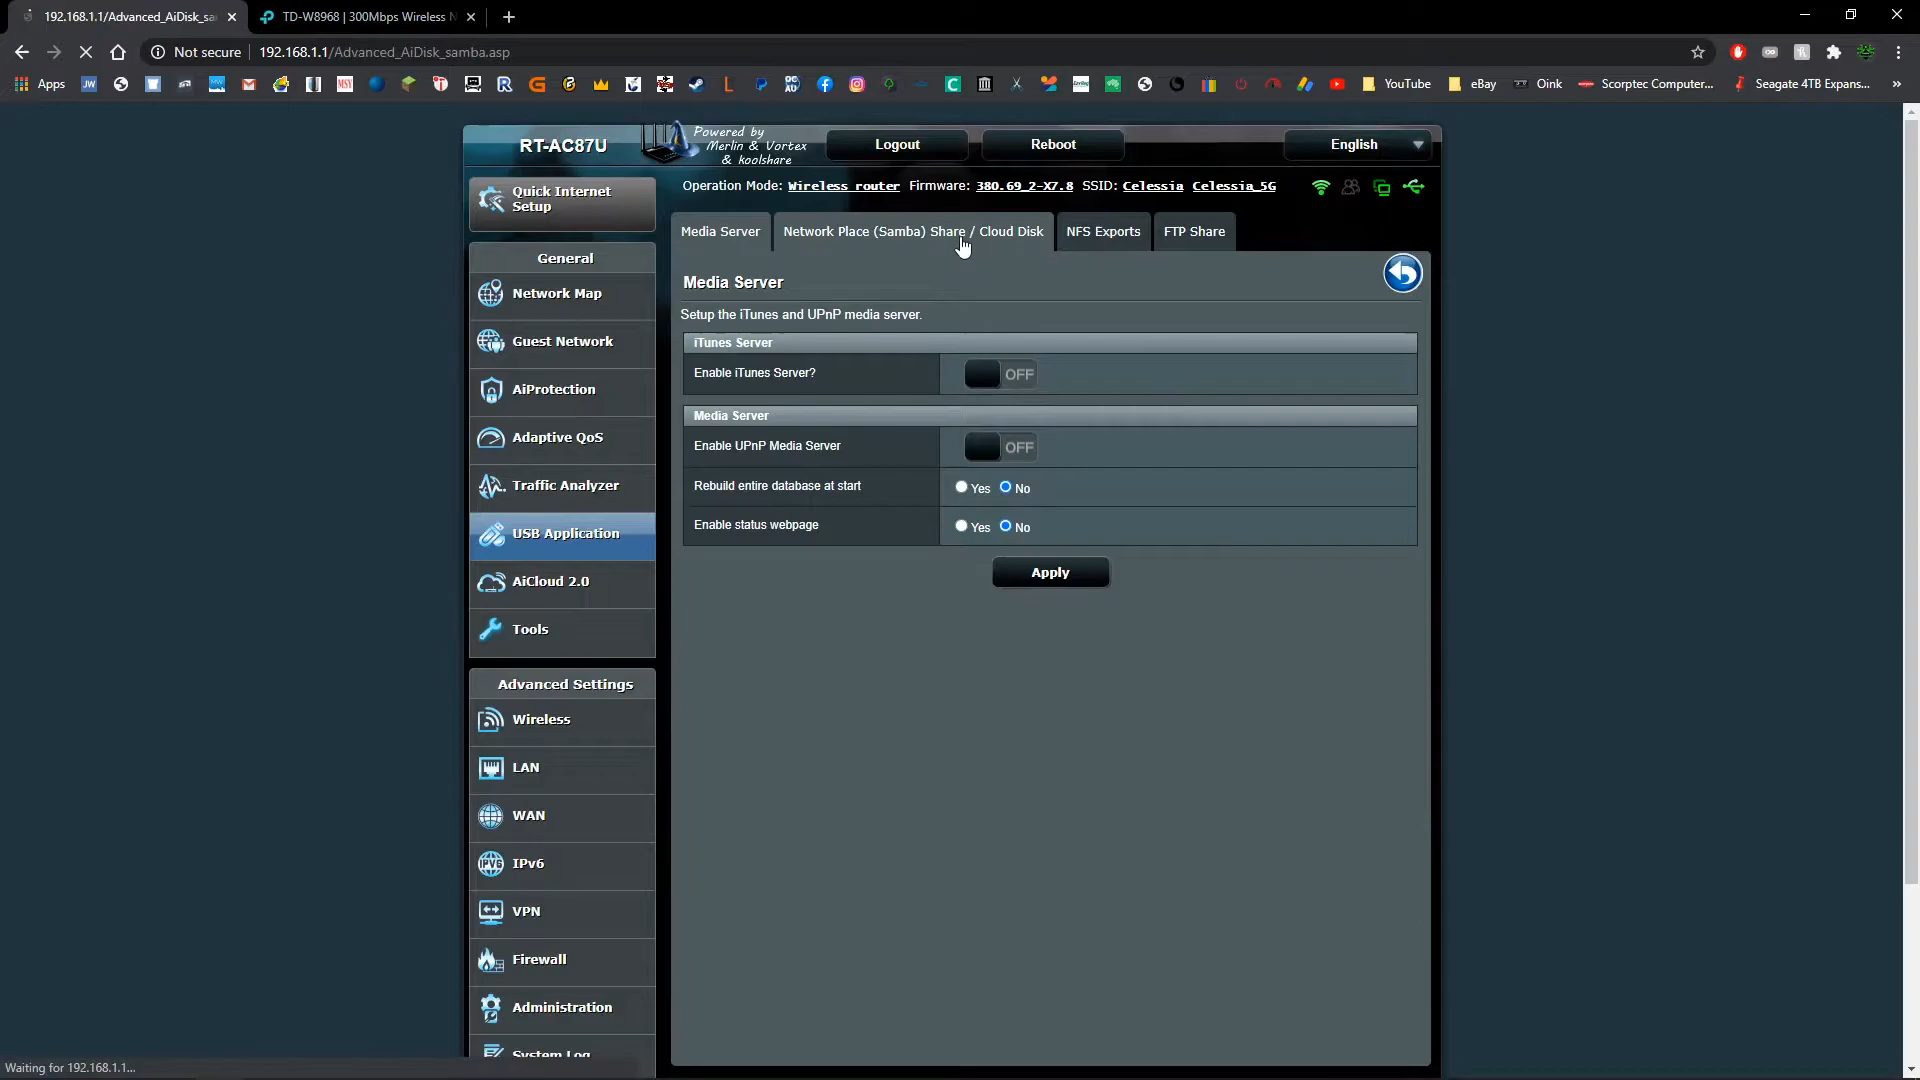 192.168.1.1/Advanced_AiDisk_sa
TD-W8968 | 300Mbps Wireless N
Not secure 192.168.1.1/Advanced_AiDisk_samba.asp
Apps YouTube eBay Oink Scorptec Computer... Seagate 4TB Expans... »
RT-AC87U
Powered by
Merlin & Vortex
& koolshare
Logout
Reboot
English
Operation Mode: Wireless router Firmware: 380.69_2-X7.8 SSID: Celessia Celessia_5G
Quick Internet
Setup
General
Network Map
Guest Network
AiProtection
Adaptive QoS
Traffic Analyzer
USB Application
AiCloud 2.0
Tools
Advanced Settings
Wireless
LAN
WAN
IPv6
VPN
Firewall
Administration
System Log
Media Server
Network Place (Samba) Share / Cloud Disk
NFS Exports
FTP Share
Media Server
Setup the iTunes and UPnP media server.
iTunes Server
Enable iTunes Server? OFF
Media Server
Enable UPnP Media Server OFF
Rebuild entire database at start Yes No
Enable status webpage Yes No
Apply
Waiting for 192.168.1.1...